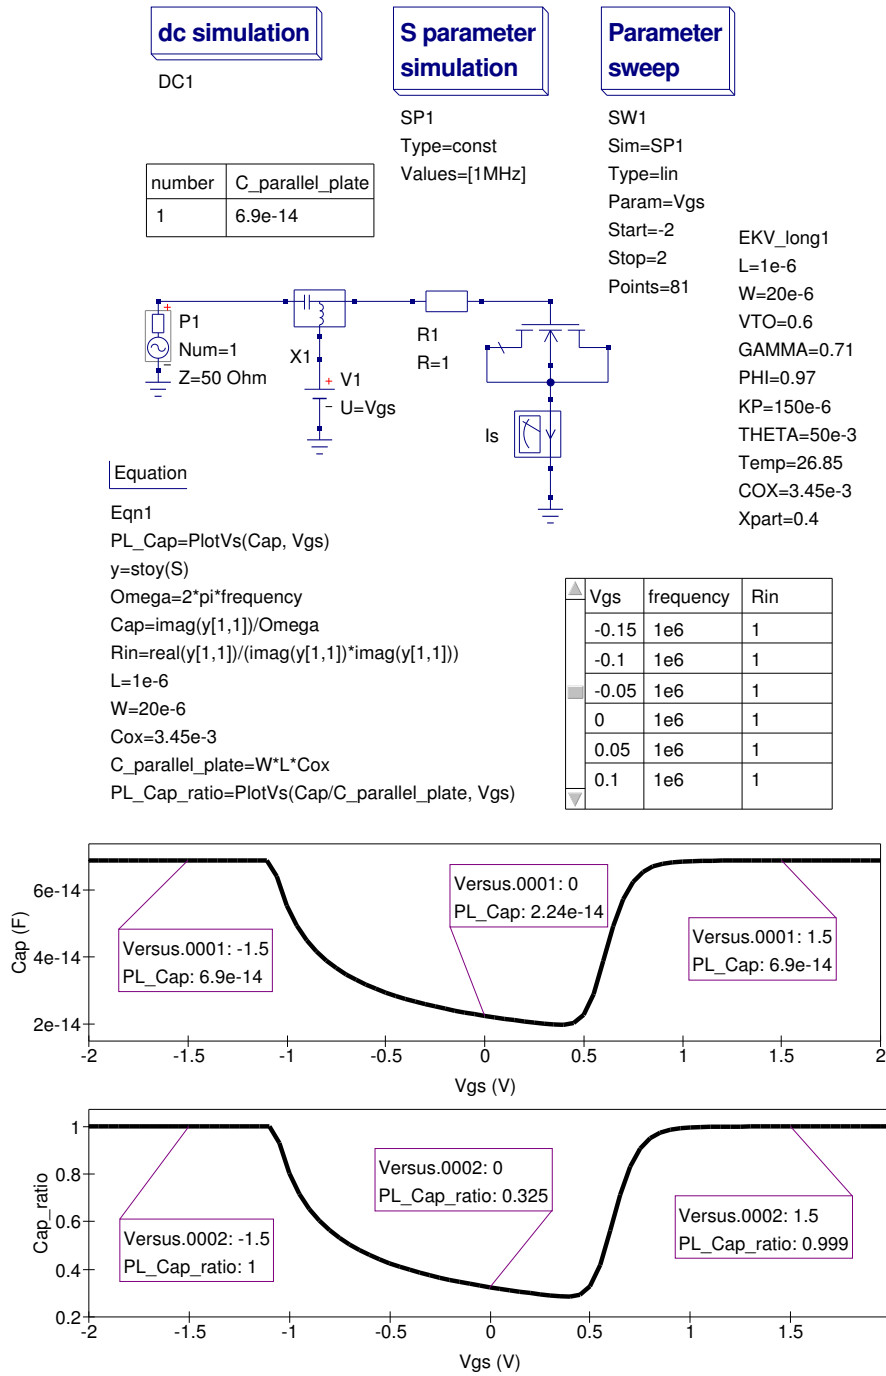 dc simulation
DC1
S parameter
simulation
SP1
Type=const
Values=[1MHz]
Parameter
sweep
SW1
Sim=SP1
Type=lin
Param=Vgs
Start=-2
Stop=2
Points=81
number C_parallel_plate
1 6.9e-14
EKV_long1
L=1e-6
W=20e-6
VTO=0.6
GAMMA=0.71
PHI=0.97
KP=150e-6
THETA=50e-3
Temp=26.85
COX=3.45e-3
Xpart=0.4
P1
Num=1
Z=50 Ohm
X1
V1
U=Vgs
R1
R=1
Is
Equation
Eqn1
PL_Cap=PlotVs(Cap, Vgs)
y=stoy(S)
Omega=2*pi*frequency
Cap=imag(y[1,1])/Omega
Rin=real(y[1,1])/(imag(y[1,1])*imag(y[1,1]))
L=1e-6
W=20e-6
Cox=3.45e-3
C_parallel_plate=W*L*Cox
PL_Cap_ratio=PlotVs(Cap/C_parallel_plate, Vgs)
Vgs frequency Rin
-0.15 1e6 1
-0.1 1e6 1
-0.05 1e6 1
0 1e6 1
0.05 1e6 1
0.1 1e6 1
Cap (F)
6e-14
4e-14
2e-14
Versus.0001: -1.5
PL_Cap: 6.9e-14
Versus.0001: 0
PL_Cap: 2.24e-14
Versus.0001: 1.5
PL_Cap: 6.9e-14
-2 -1.5 -1 -0.5 0 0.5 1 1.5 2
Vgs (V)
Cap_ratio
1
0.8
0.6
0.4
0.2
Versus.0002: -1.5
PL_Cap_ratio: 1
Versus.0002: 0
PL_Cap_ratio: 0.325
Versus.0002: 1.5
PL_Cap_ratio: 0.999
-2 -1.5 -1 -0.5 0 0.5 1 1.5
Vgs (V)